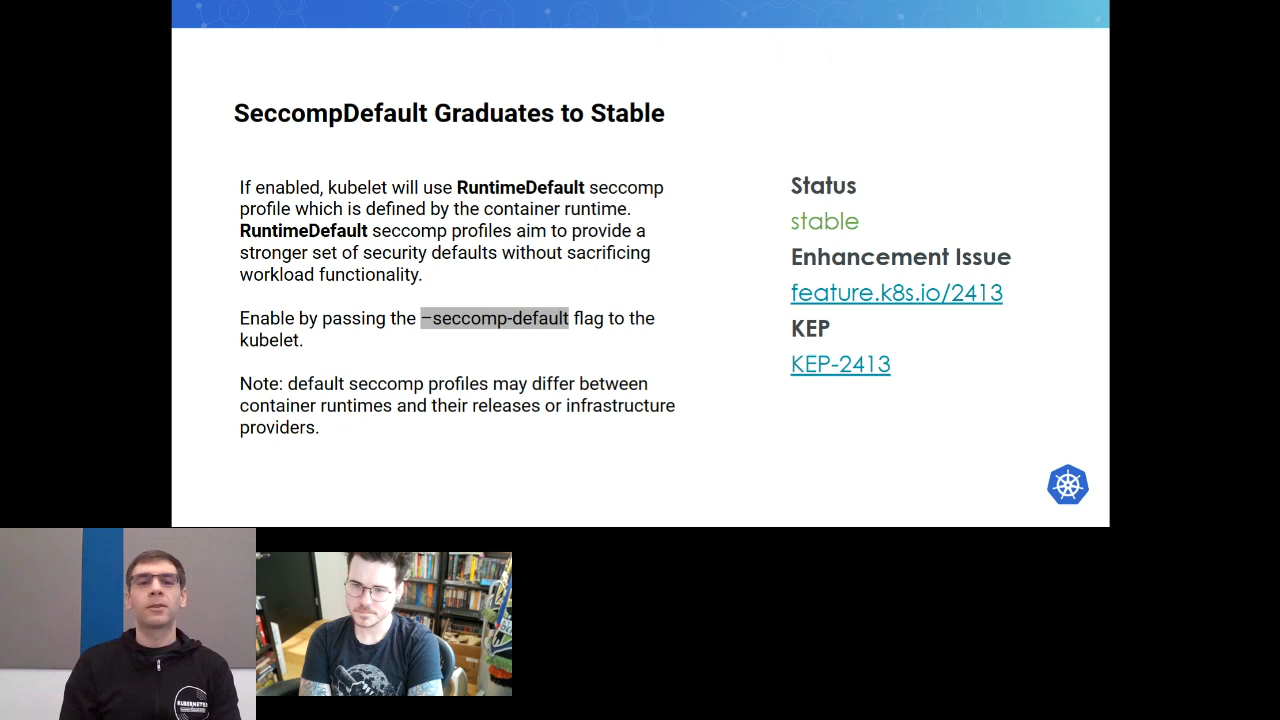 SeccompDefault Graduates to Stable
If enabled, kubelet will use RuntimeDefault seccomp
profile which is defined by the container runtime.
RuntimeDefault seccomp profiles aim to provide a
stronger set of security defaults without sacrificing
workload functionality.
Enable by passing the –seccomp-default flag to the
kubelet.
Note: default seccomp profiles may differ between
container runtimes and their releases or infrastructure
providers.
Status
stable
Enhancement Issue
feature.k8s.io/2413
KEP
KEP-2413
KUBERNETES